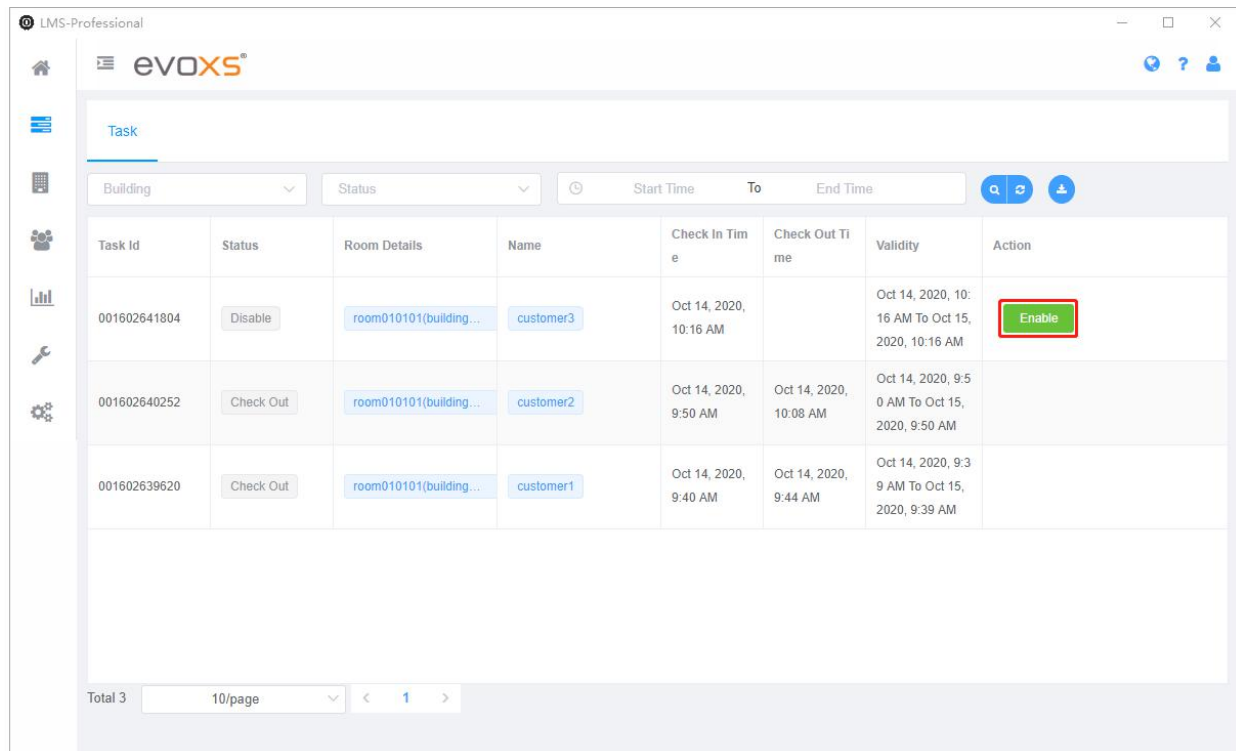 LMS-Professional
evoxs®
?
Task
Building
Status
Start Time To End Time
Task Id Status Room Details Name Check In Tim Check Out Ti Validity Action
e me
001602641804 Disable room010101(building... customer3 Oct 14, 2020, Oct 14, 2020, 10: Enable
10:16 AM 16 AM To Oct 15,
2020, 10:16 AM
001602640252 Check Out room010101(building... customer2 Oct 14, 2020, Oct 14, 2020, Oct 14, 2020, 9:5
9:50 AM 10:08 AM 0 AM To Oct 15,
2020, 9:50 AM
001602639620 Check Out room010101(building... customer1 Oct 14, 2020, Oct 14, 2020, Oct 14, 2020, 9:3
9:40 AM 9:44 AM 9 AM To Oct 15,
2020, 9:39 AM
Total 3 10/page < 1 >